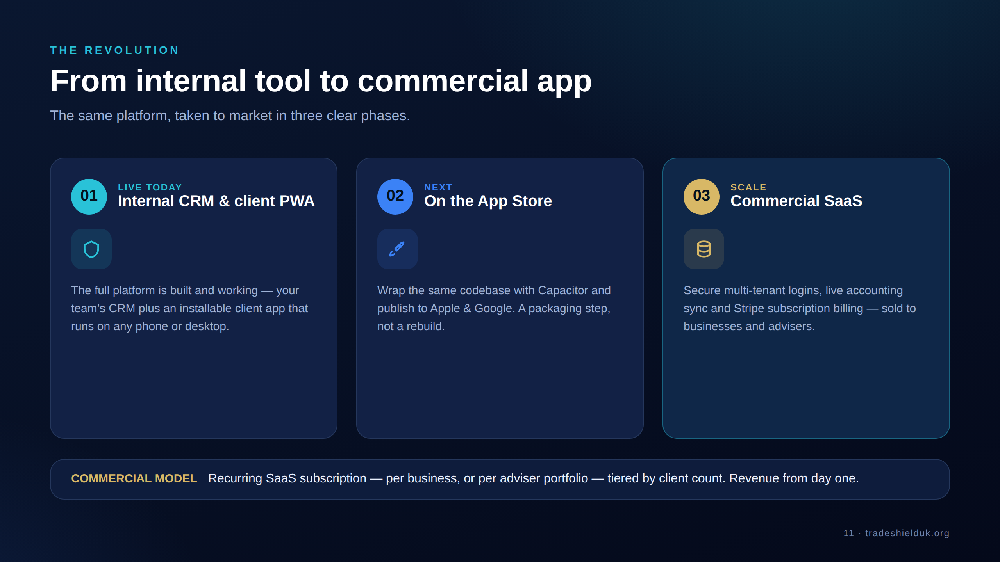 THE REVOLUTION
From internal tool to commercial app
The same platform, taken to market in three clear phases.
01
LIVE TODAY
Internal CRM & client PWA
The full platform is built and working — your
team’s CRM plus an installable client app that
runs on any phone or desktop.
02
NEXT
On the App Store
Wrap the same codebase with Capacitor and
publish to Apple & Google. A packaging step,
not a rebuild.
03
SCALE
Commercial SaaS
Secure multi-tenant logins, live accounting
sync and Stripe subscription billing — sold to
businesses and advisers.
COMMERCIAL MODEL Recurring SaaS subscription — per business, or per adviser portfolio — tiered by client count. Revenue from day one.
11 · tradeshielduk.org